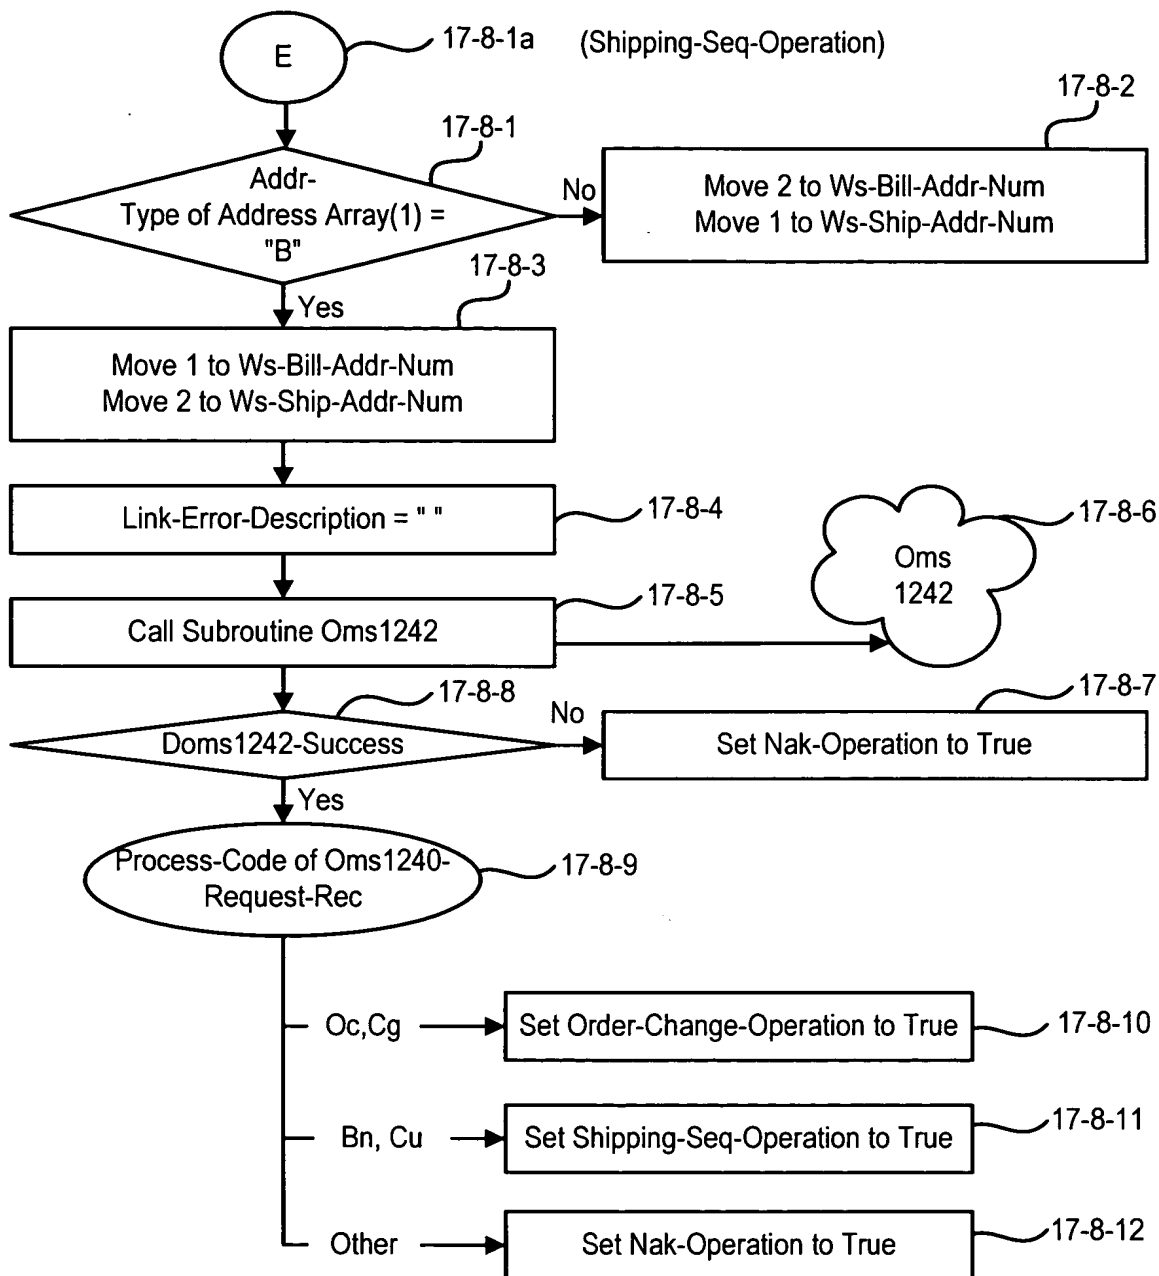 E
17-8-1a
(Shipping-Seq-Operation)
17-8-1
17-8-2
Addr-
Type of Address Array(1) =
"B"
No
Move 2 to Ws-Bill-Addr-Num
Move 1 to Ws-Ship-Addr-Num
17-8-3
Yes
Move 1 to Ws-Bill-Addr-Num
Move 2 to Ws-Ship-Addr-Num
Link-Error-Description = " "
17-8-4
17-8-6
Oms
1242
17-8-5
Call Subroutine Oms1242
17-8-8
17-8-7
Doms1242-Success
No
Set Nak-Operation to True
Yes
Process-Code of Oms1240-
Request-Rec
17-8-9
Oc,Cg
Set Order-Change-Operation to True
17-8-10
Bn, Cu
Set Shipping-Seq-Operation to True
17-8-11
Other
Set Nak-Operation to True
17-8-12